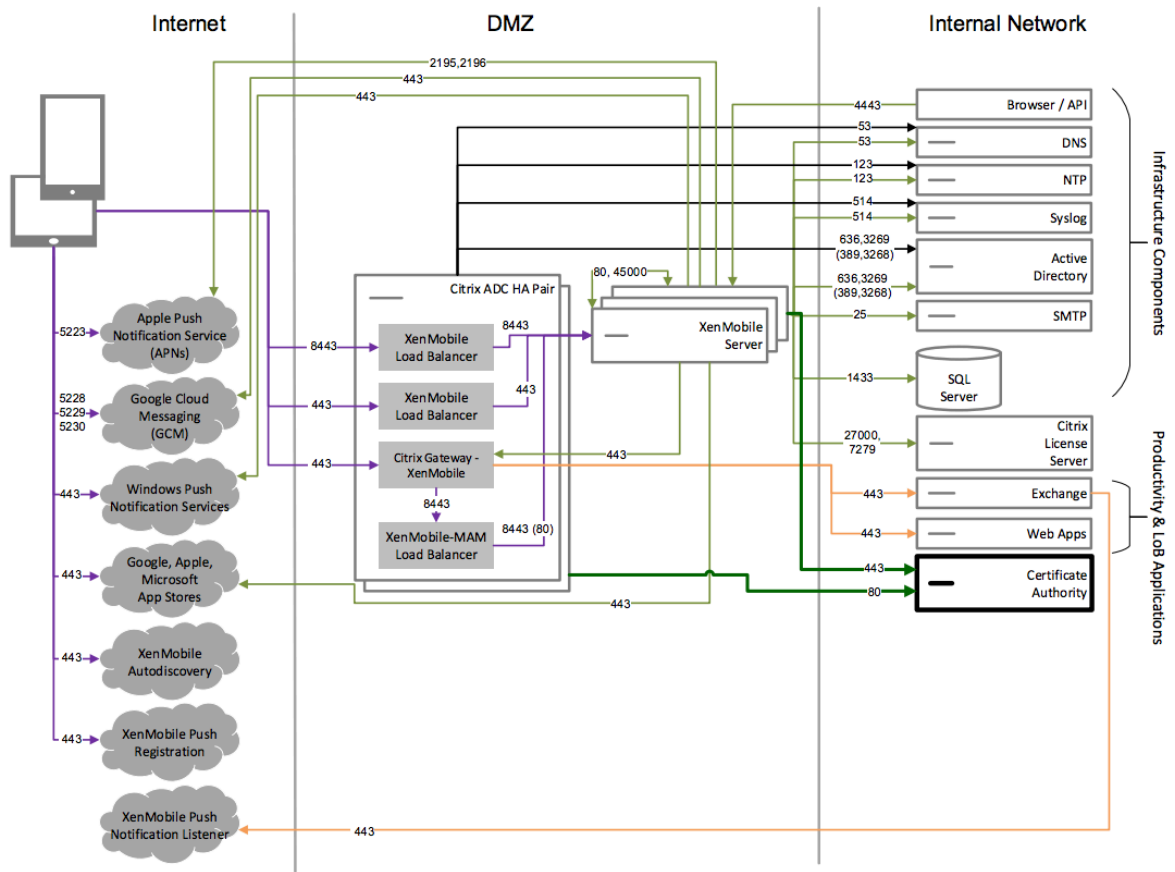 Internet
DMZ
Internal Network
2195,2196
443
443
4443
Browser / API
53
53
DNS
123
123
NTP
514
514
Syslog
636,3269
(389,3268)
636,3269
(389,3268)
Active
Directory
25
SMTP
1433
SQL
Server
27000,
7279
Citrix
License
Server
443
Exchange
443
Web Apps
443
80
Certificate
Authority
Infrastructure Components
Productivity & LoB Applications
80, 45000
Citrix ADC HA Pair
XenMobile
Server
8443
XenMobile
Load Balancer
8443
443
XenMobile
Load Balancer
443
443
Citrix Gateway -
XenMobile
443
8443
XenMobile-MAM
Load Balancer
8443 (80)
5223
Apple Push
Notification Service
(APNs)
5228
5229
5230
Google Cloud
Messaging
(GCM)
443
Windows Push
Notification Services
443
Google, Apple,
Microsoft
App Stores
443
443
XenMobile
Autodiscovery
443
XenMobile Push
Registration
XenMobile Push
Notification Listener
443